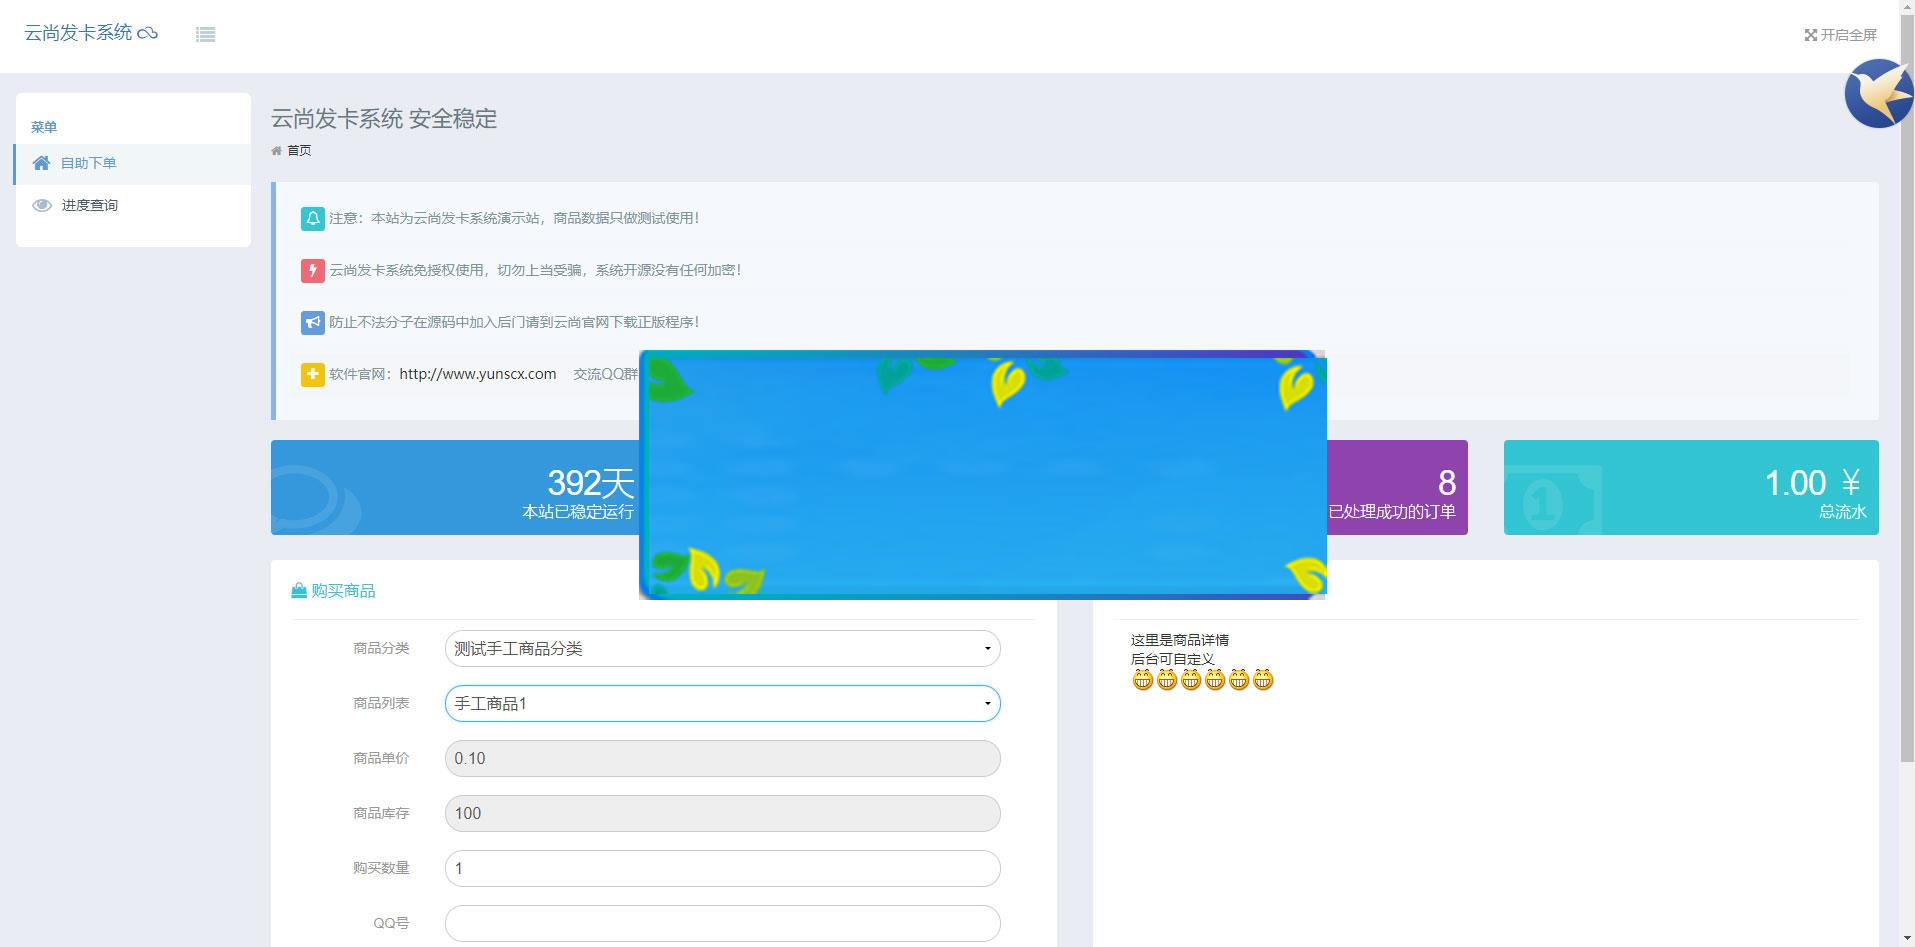 云尚发卡系统
开启全屏
菜单
自助下单
进度查询
云尚发卡系统 安全稳定
首页
注意：本站为云尚发卡系统演示站，商品数据只做测试使用！
云尚发卡系统免授权使用，切勿上当受骗，系统开源没有任何加密！
防止不法分子在源码中加入后门请到云尚官网下载正版程序！
软件官网：http://www.yunscx.com 交流QQ群
392天
本站已稳定运行
8
已处理成功的订单
1
1.00 ￥
总流水
购买商品
商品分类 测试手工商品分类
商品列表 手工商品1
商品单价 0.10
商品库存 100
购买数量 1
QQ号
这里是商品详情
后台可自定义